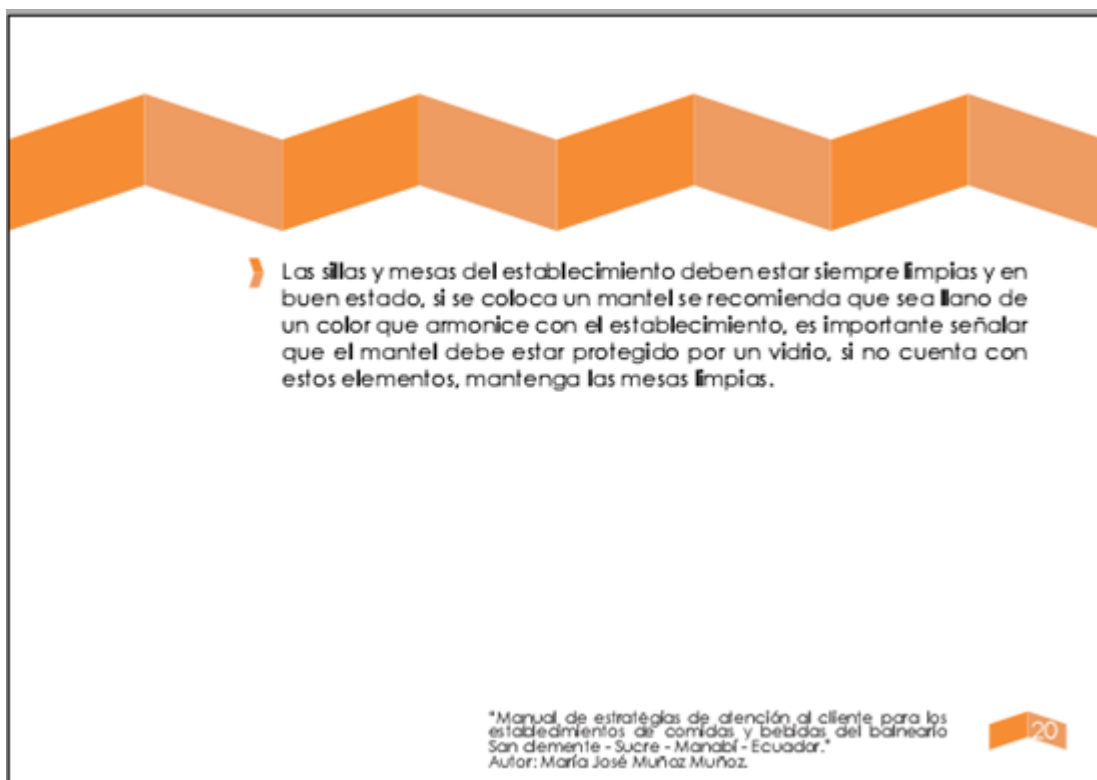 Las sillas y mesas del establecimiento deben estar siempre limpias y en
buen estado, si se coloca un mantel se recomienda que sea llano de
un color que armonice con el establecimiento, es importante señalar
que el mantel debe estar protegido por un vidrio, si no cuenta con
estos elementos, mantenga las mesas limpias.
"Manual de estratégias de atención al cliente para los
establecimientos de comidas y bebidas del balneario
San clemente - Sucre - Manabí - Ecuador."
Autor: María José Muñoz Muñoz.
20